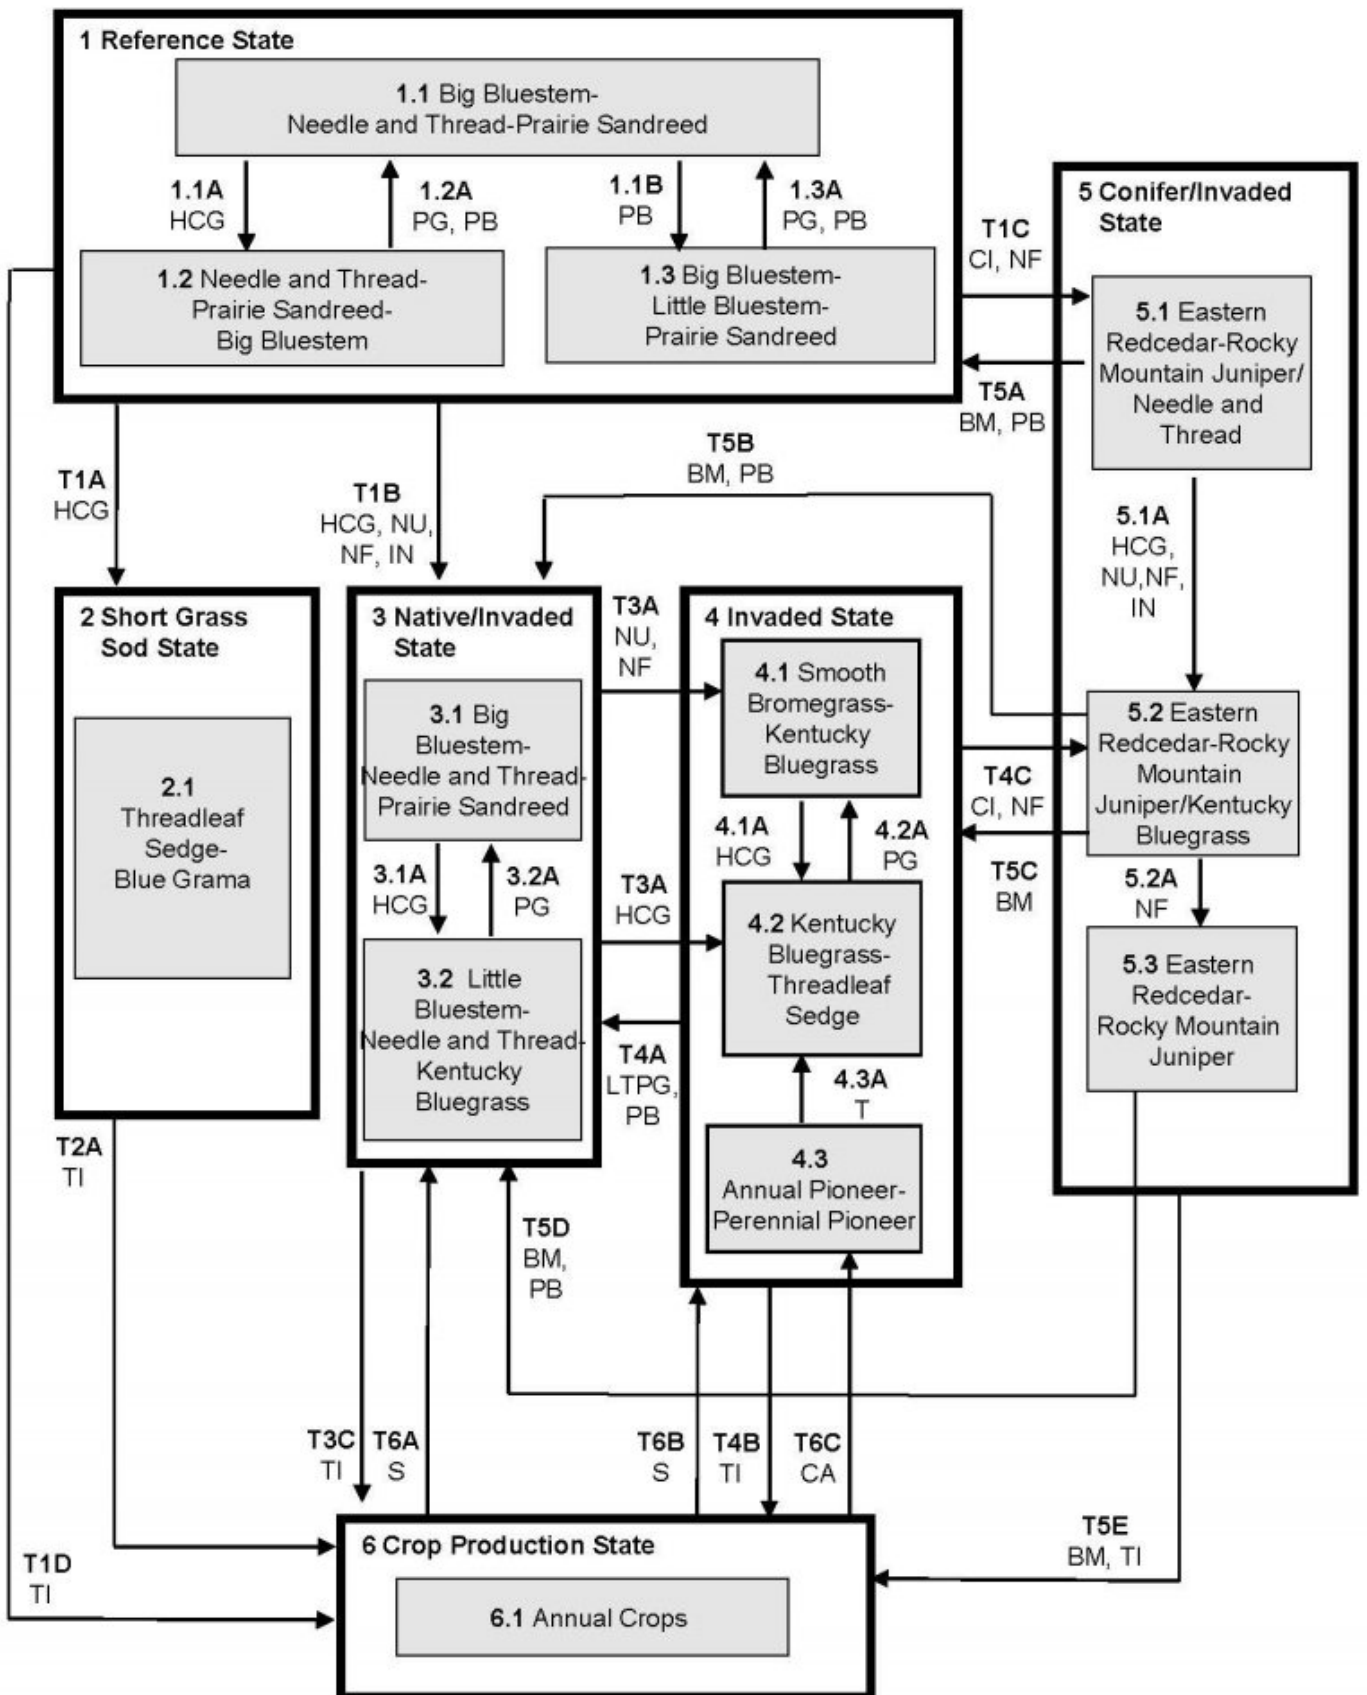 1 Reference State
1.1 Big Bluestem-
Needle and Thread-Prairie Sandreed
1.1A
HCG
1.2A
PG, PB
1.1B
PB
1.3A
PG, PB
1.2 Needle and Thread-
Prairie Sandreed-
Big Bluestem
1.3 Big Bluestem-
Little Bluestem-
Prairie Sandreed
T1C
CI, NF
T5A
BM, PB
5 Conifer/Invaded
State
5.1 Eastern
Redcedar-Rocky
Mountain Juniper/
Needle and
Thread
5.1A
HCG,
NU,NF,
IN
5.2 Eastern
Redcedar-Rocky
Mountain
Juniper/Kentucky
Bluegrass
5.2A
NF
5.3 Eastern
Redcedar-
Rocky Mountain
Juniper
T1A
HCG
T1B
HCG, NU,
NF, IN
T5B
BM, PB
2 Short Grass
Sod State
2.1
Threadleaf
Sedge-
Blue Grama
3 Native/Invaded
State
3.1 Big
Bluestem-
Needle and Thread-
Prairie Sandreed
3.1A
HCG
3.2A
PG
3.2 Little
Bluestem-
Needle and Thread-
Kentucky
Bluegrass
T3A
NU,
NF
T3A
HCG
T4A
LTPG,
PB
4 Invaded State
4.1 Smooth
Bromegrass-
Kentucky
Bluegrass
4.1A
HCG
4.2A
PG
4.2 Kentucky
Bluegrass-
Threadleaf
Sedge
4.3A
T
4.3
Annual Pioneer-
Perennial Pioneer
T4C
CI, NF
T5C
BM
T2A
TI
T5D
BM,
PB
T3C
TI
T6A
S
T6B
S
T4B
TI
T6C
CA
T5E
BM, TI
T1D
TI
6 Crop Production State
6.1 Annual Crops